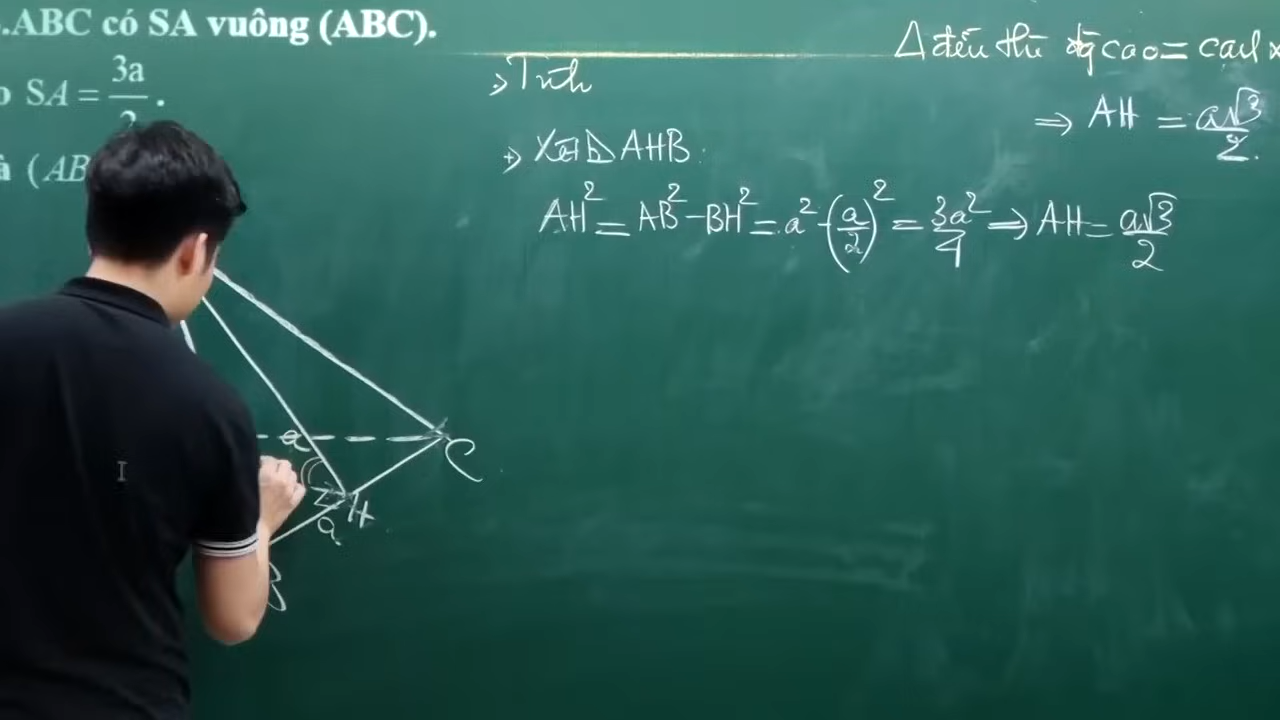 .ABC có SA vuông (ABC).
SA = 3a/2.
(AB
Δ đều thì đg cao = cạnh x
⇒ AH = a√3/2.
+) Tính
+) Xét Δ AHB:
AH² = AB² - BH² = a² - (a/2)² = 3a²/4 ⇒ AH = a√3/2
a
C
H
a
B